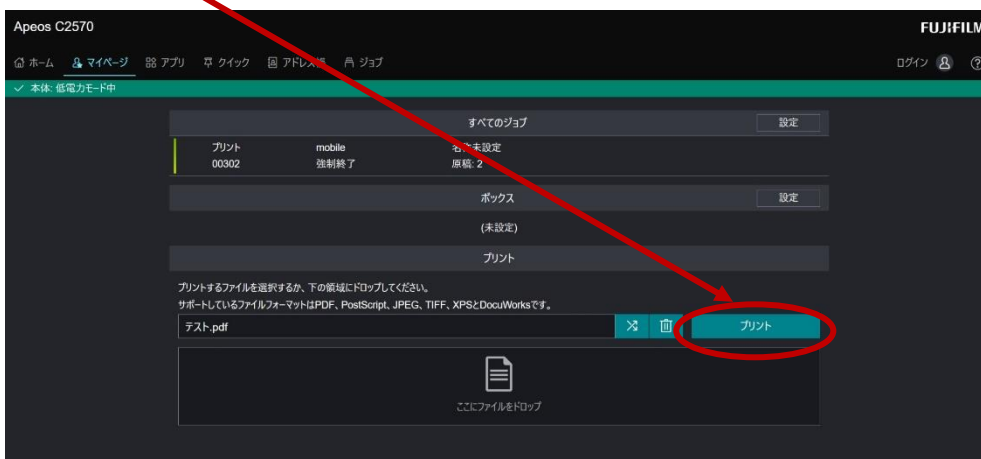 Apeos C2570
FUJIFILM
ホーム マイページ アプリ クイック アドレス帳 ジョブ
ログイン
本体: 低電力モード中
すべてのジョブ 設定
プリント mobile 名称未設定
00302 強制終了 原稿: 2
ボックス 設定
(未設定)
プリント
プリントするファイルを選択するか、下の領域にドロップしてください。
サポートしているファイルフォーマットはPDF、PostScript、JPEG、TIFF、XPSとDocuWorksです。
テスト.pdf プリント
ここにファイルをドロップ